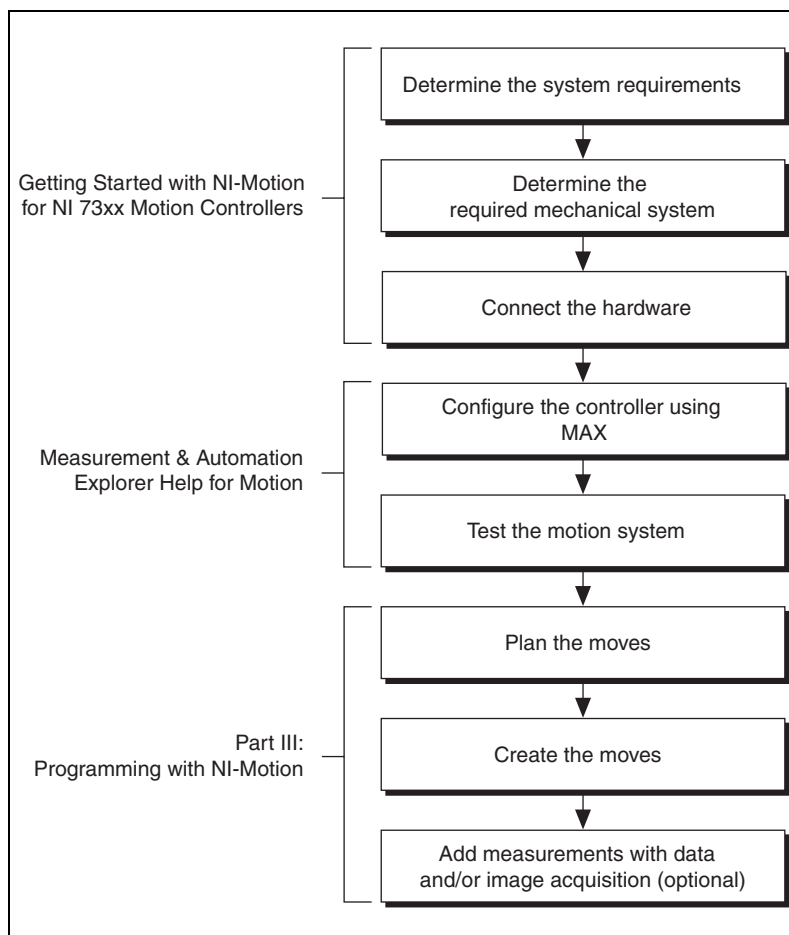 Determine the system requirements
Getting Started with NI-Motion
for NI 73xx Motion Controllers
Determine the
required mechanical system
Connect the hardware
Configure the controller using
MAX
Measurement & Automation
Explorer Help for Motion
Test the motion system
Plan the moves
Part III:
Programming with NI-Motion
Create the moves
Add measurements with data
and/or image acquisition (optional)